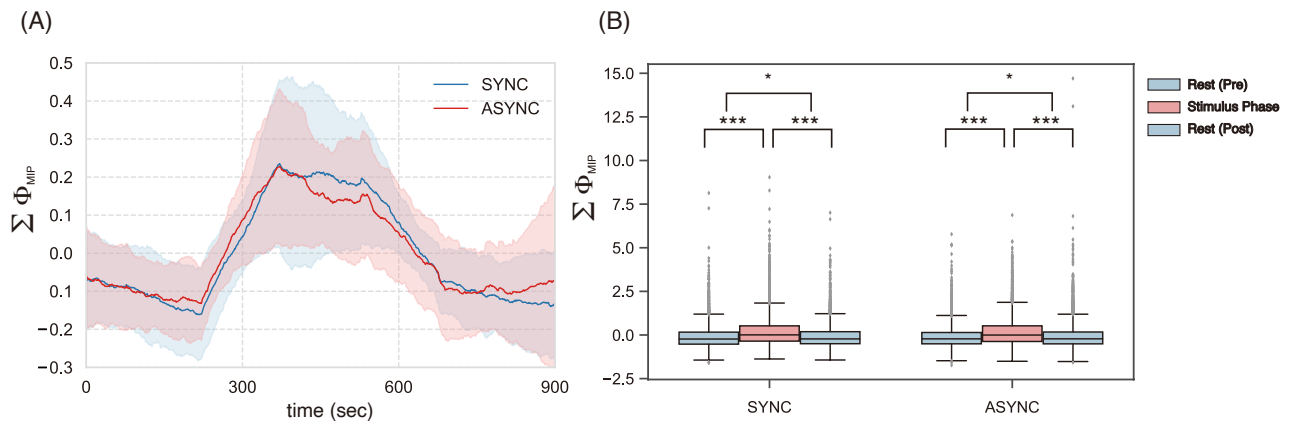 (A)
0.5
0.4
0.3
0.2
0.1
0.0
0.1
−0.2
−0.3
∑ Φ_MIP
0
300
600
900
time (sec)
SYNC
ASYNC
(B)
15.0
12.5
10.0
7.5
5.0
2.5
0.0
−2.5
∑ Φ_MIP
*
***
***
*
***
***
SYNC
ASYNC
Rest (Pre)
Stimulus Phase
Rest (Post)